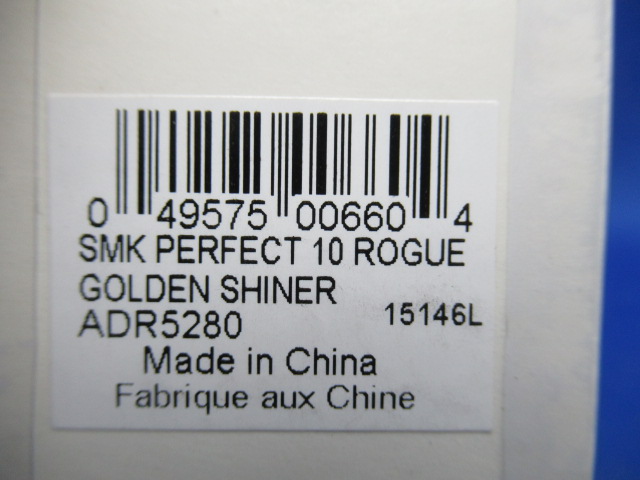 0 49575 00660 4
SMK PERFECT 10 ROGUE
GOLDEN SHINER
ADR5280 15146L
Made in China
Fabrique aux Chine